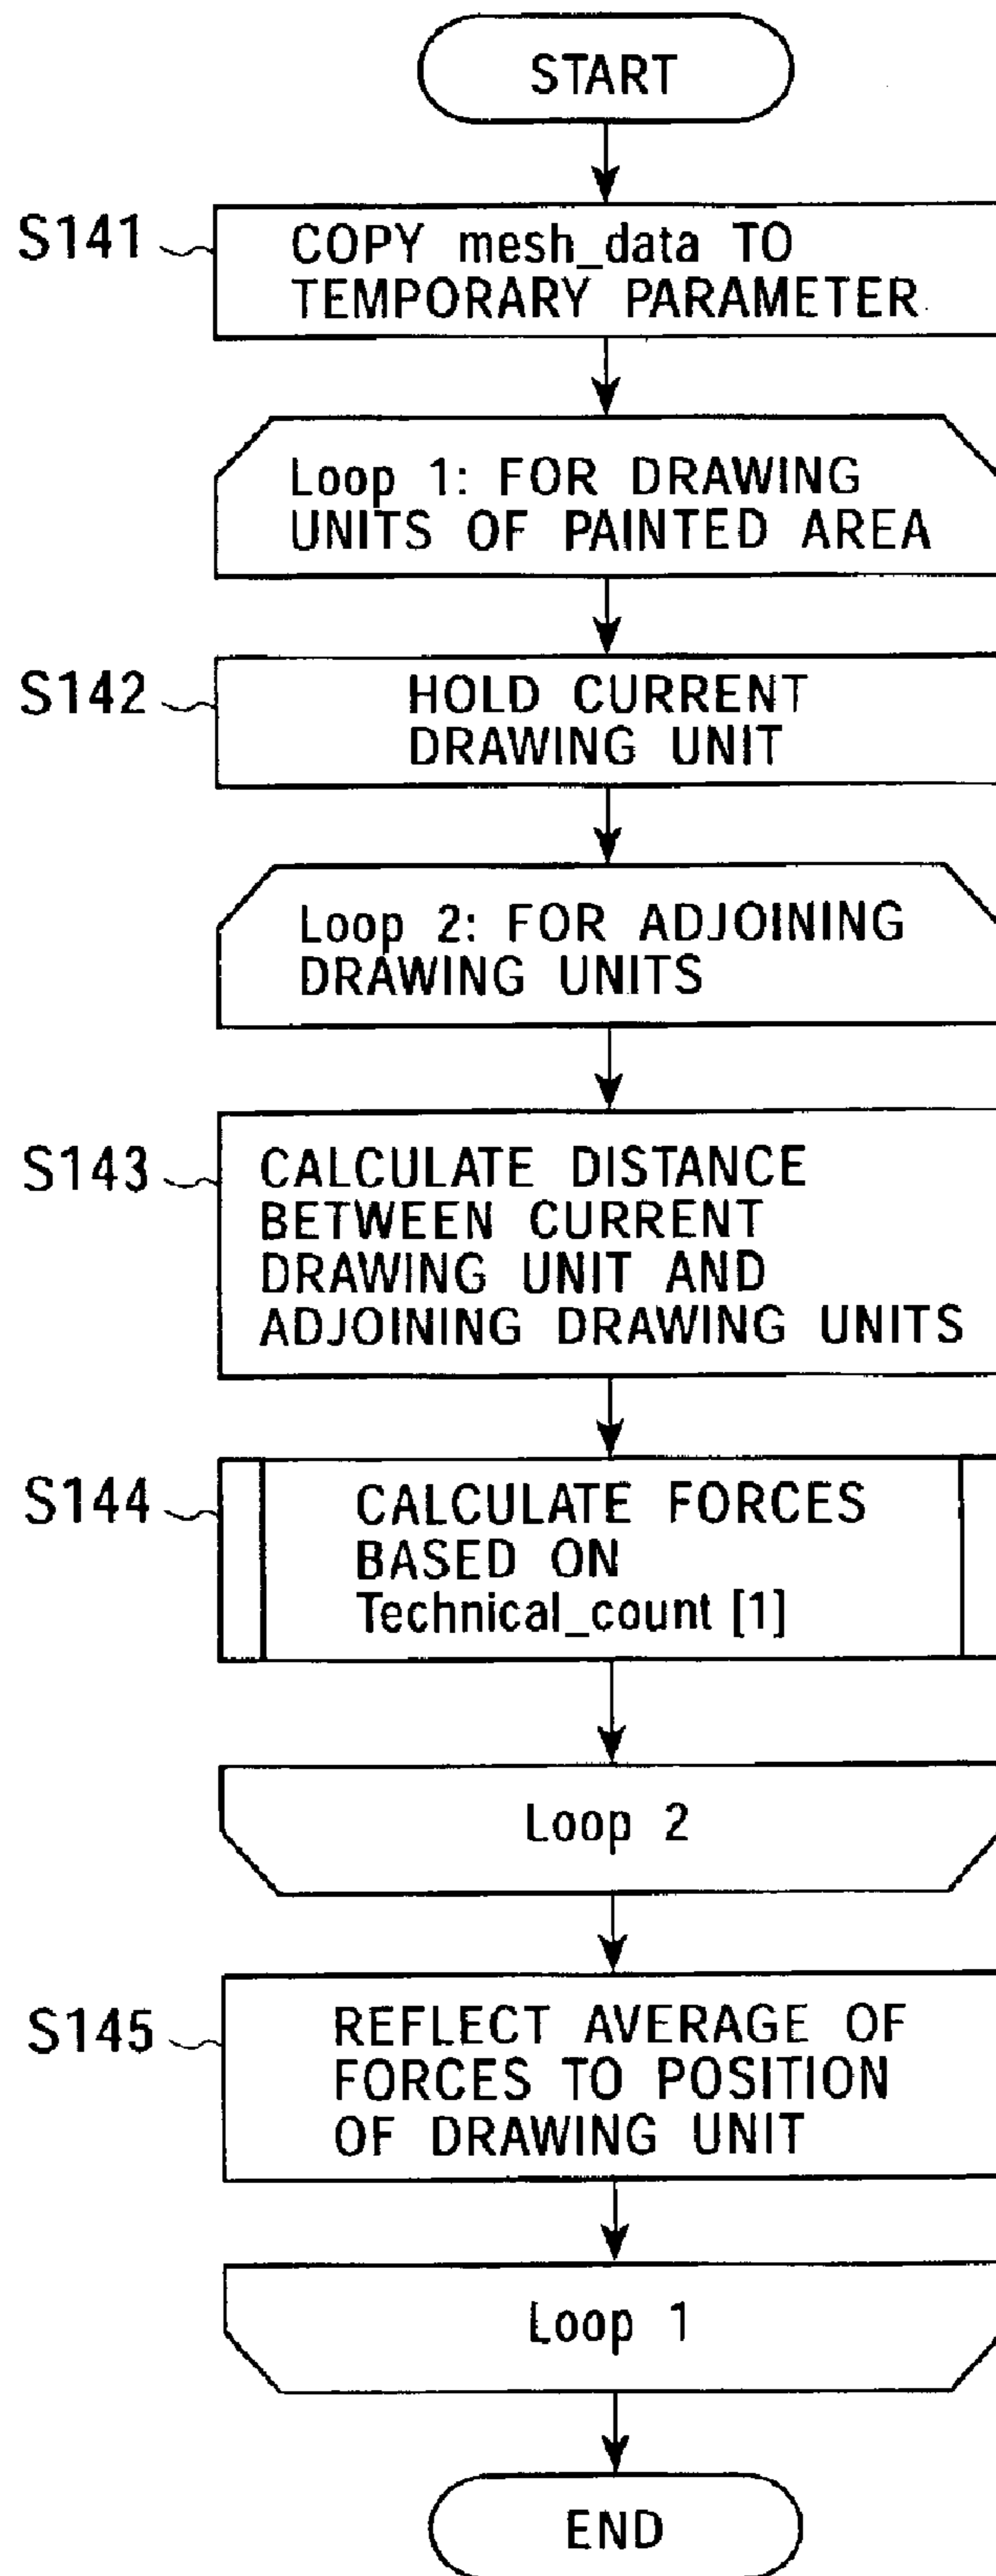 START
S141
COPY mesh_data TO
TEMPORARY PARAMETER
Loop 1: FOR DRAWING
UNITS OF PAINTED AREA
S142
HOLD CURRENT
DRAWING UNIT
Loop 2: FOR ADJOINING
DRAWING UNITS
S143
CALCULATE DISTANCE
BETWEEN CURRENT
DRAWING UNIT AND
ADJOINING DRAWING UNITS
S144
CALCULATE FORCES
BASED ON
Technical_count [1]
Loop 2
S145
REFLECT AVERAGE OF
FORCES TO POSITION
OF DRAWING UNIT
Loop 1
END